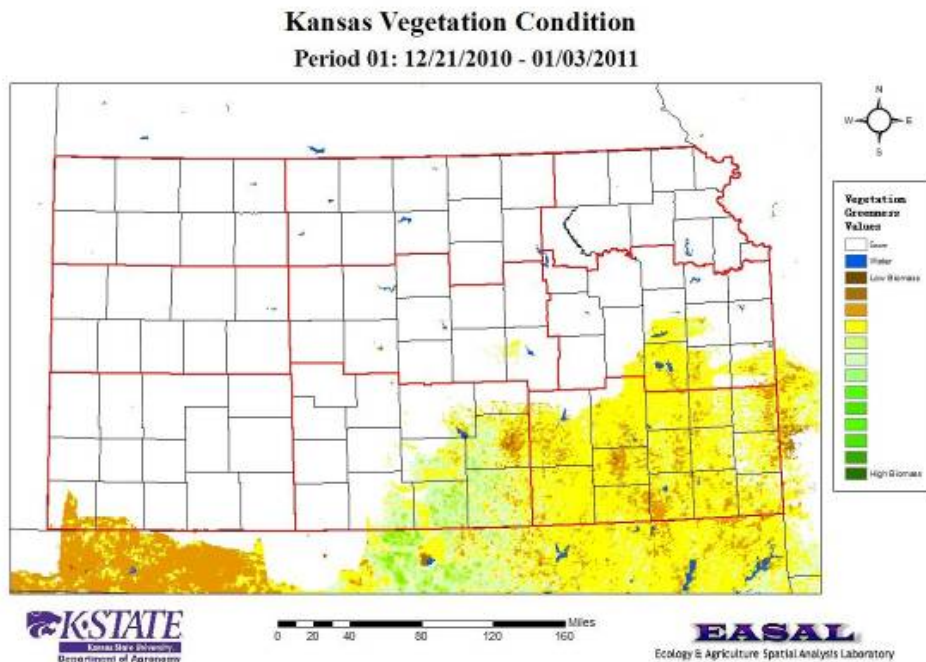 Kansas Vegetation Condition
Period 01: 12/21/2010 - 01/03/2011
N
W
E
S
Vegetation
Greenness
Values
Snow
Water
Low Biomass
High Biomass
K·STATE
Kansas State University
Department of Agronomy
Miles
0 20 40 80 120 160
EASAL
Ecology & Agriculture Spatial Analysis Laboratory